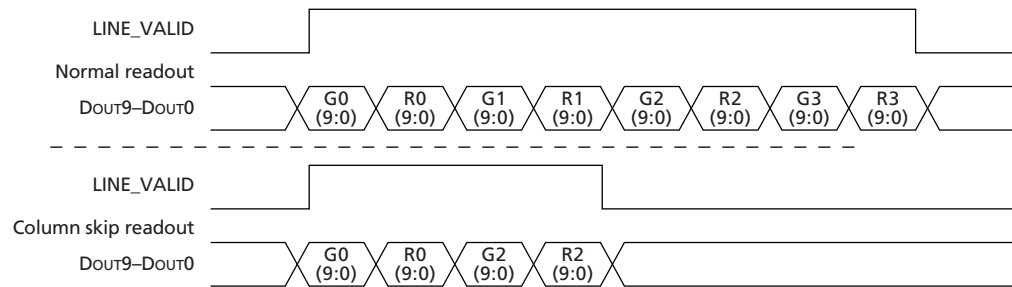 LINE_VALID
Normal readout
DOUT9–DOUT0
G0 (9:0) R0 (9:0) G1 (9:0) R1 (9:0) G2 (9:0) R2 (9:0) G3 (9:0) R3 (9:0)
LINE_VALID
Column skip readout
DOUT9–DOUT0
G0 (9:0) R0 (9:0) G2 (9:0) R2 (9:0)